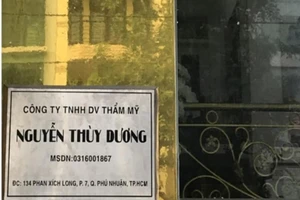 CÔNG TY TNHH DV THẨM MỸ
NGUYỄN THÙY DƯƠNG
MSDN:0316001867
ĐC: 134 PHAN XÍCH LONG, P. 7, Q. PHÚ NHUẬN, TP.HCM